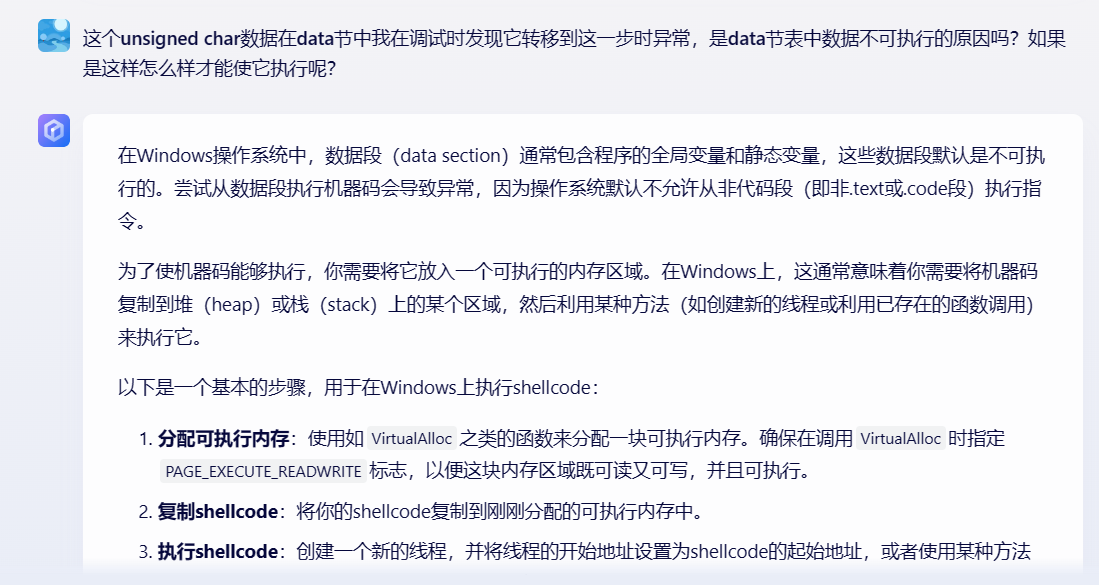 这个unsigned char数据在data节中我在调试时发现它转移到这一步时异常，是data节表中数据不可执行的原因吗？如果
是这样怎么样才能使它执行呢？
在Windows操作系统中，数据段（data section）通常包含程序的全局变量和静态变量，这些数据段默认是不可执
行的。尝试从数据段执行机器码会导致异常，因为操作系统默认不允许从非代码段（即非.text或.code段）执行指
令。
为了使机器码能够执行，你需要将它放入一个可执行的内存区域。在Windows上，这通常意味着你需要将机器码
复制到堆（heap）或栈（stack）上的某个区域，然后利用某种方法（如创建新的线程或利用已存在的函数调用）
来执行它。
以下是一个基本的步骤，用于在Windows上执行shellcode：
1. 分配可执行内存：使用如 VirtualAlloc 之类的函数来分配一块可执行内存。确保在调用 VirtualAlloc 时指定
PAGE_EXECUTE_READWRITE 标志，以便这块内存区域既可读又可写，并且可执行。
2. 复制shellcode：将你的shellcode复制到刚刚分配的可执行内存中。
3. 执行shellcode：创建一个新的线程，并将线程的开始地址设置为shellcode的起始地址，或者使用某种方法